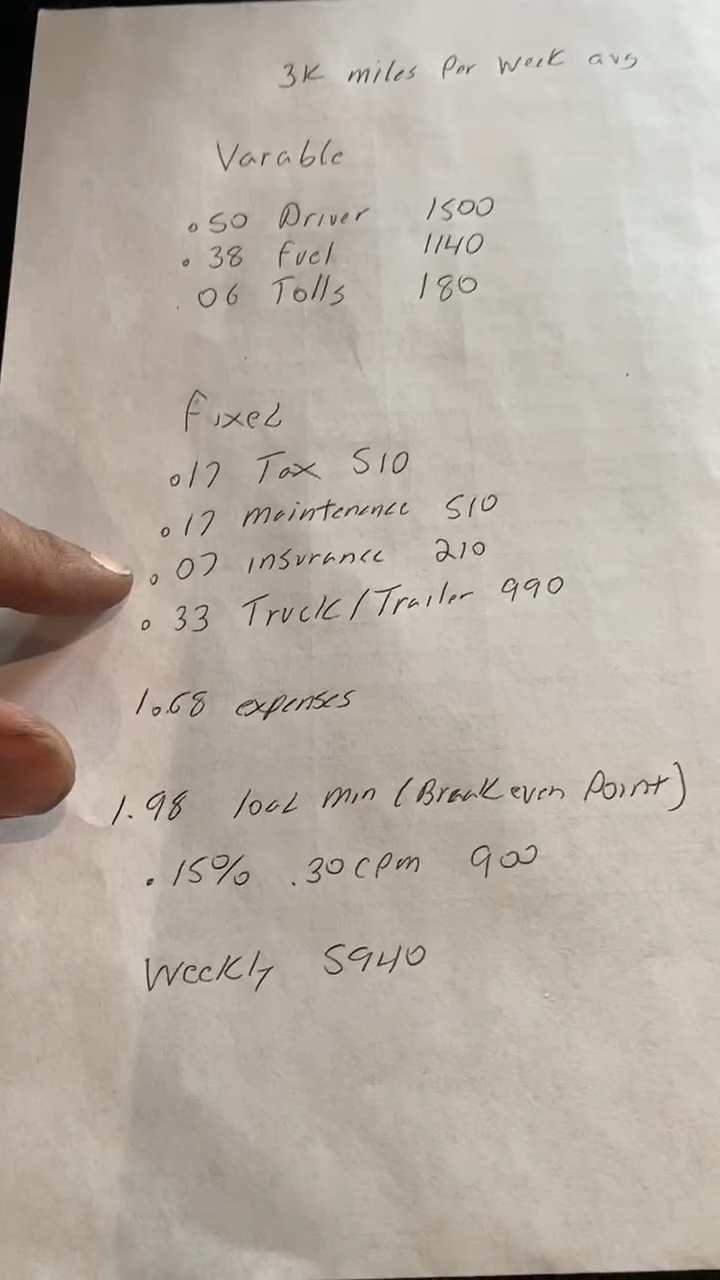 3K miles Per Week avg
Varable
.50 Driver 1500
.38 fuel 1140
.06 Tolls 180
Fixed
.17 Tax 510
.17 maintenence 510
.07 insurance 210
.33 Truck/Trailer 990
1.68 expenses
1.98 load min (Break even Point)
.15% .30 cpm 900
Weekly 5940